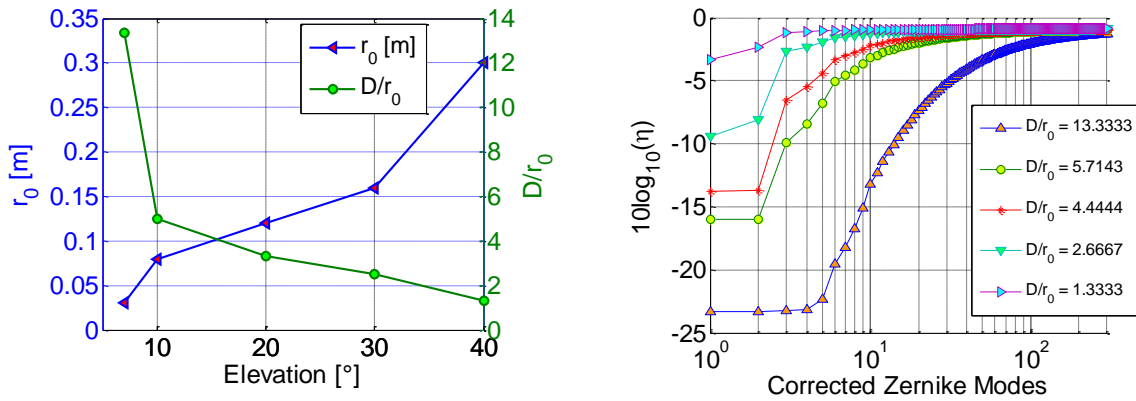 0.35
0.3
0.25
0.2
0.15
0.1
0.05
0
r0 [m]
r0 [m]
D/r0
14
12
10
8
6
4
2
0
D/r0
10
20
30
40
Elevation [°]
0
-5
-10
-15
-20
-25
10log10(η)
D/r0 = 13.3333
D/r0 = 5.7143
D/r0 = 4.4444
D/r0 = 2.6667
D/r0 = 1.3333
10^0
10^1
10^2
Corrected Zernike Modes